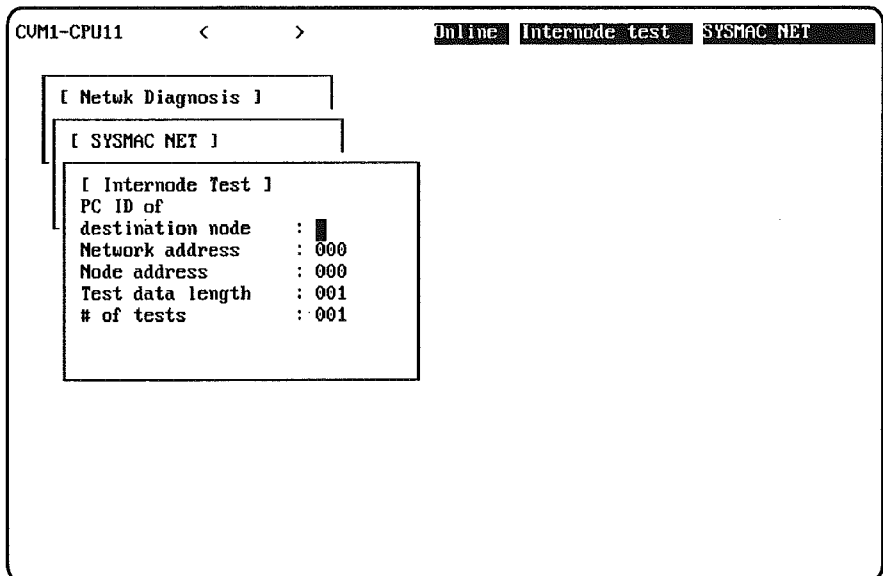 CVM1-CPU11 < > Online Internode test SYSMAC NET
[ Netwk Diagnosis ]
[ SYSMAC NET ]
[ Internode Test ]
PC ID of
destination node :
Network address : 000
Node address : 000
Test data length : 001
# of tests : 001